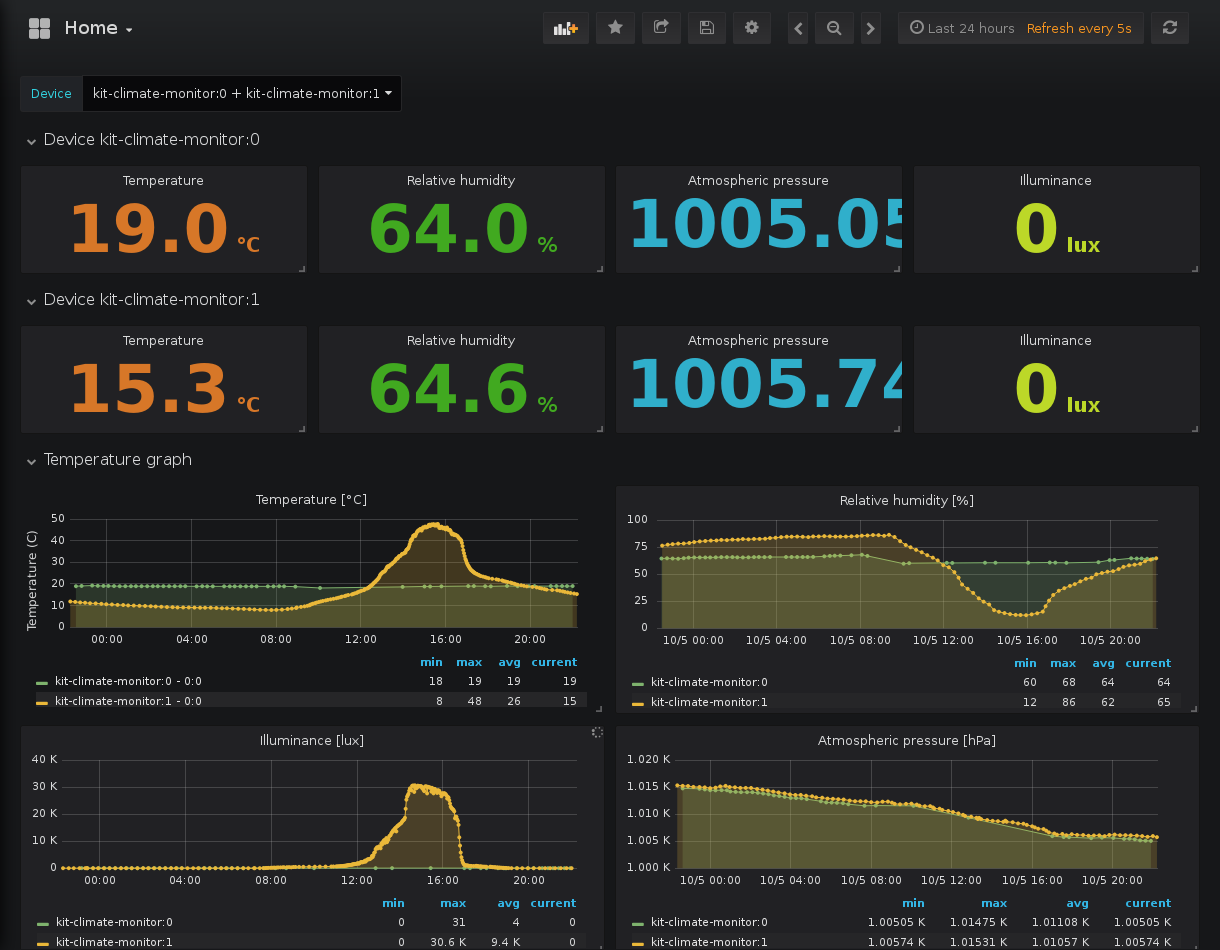 Home
Last 24 hours Refresh every 5s
Device kit-climate-monitor:0 + kit-climate-monitor:1
Device kit-climate-monitor:0
Temperature Relative humidity Atmospheric pressure Illuminance
19.0 °C 64.0 % 1005.05 0 lux
Device kit-climate-monitor:1
Temperature Relative humidity Atmospheric pressure Illuminance
15.3 °C 64.6 % 1005.74 0 lux
Temperature graph
Temperature [°C]
Temperature (C)
50
40
30
20
10
0
00:00 04:00 08:00 12:00 16:00 20:00
min max avg current
kit-climate-monitor:0 - 0:0 18 19 19 19
kit-climate-monitor:1 - 0:0 8 48 26 15
Relative humidity [%]
100
75
50
25
0
10/5 00:00 10/5 04:00 10/5 08:00 10/5 12:00 10/5 16:00 10/5 20:00
min max avg current
kit-climate-monitor:0 60 68 64 64
kit-climate-monitor:1 12 86 62 65
Illuminance [lux]
40 K
30 K
20 K
10 K
0
00:00 04:00 08:00 12:00 16:00 20:00
min max avg current
kit-climate-monitor:0 0 31 4 0
kit-climate-monitor:1 0 30.6 K 9.4 K 0
Atmospheric pressure [hPa]
1.020 K
1.015 K
1.010 K
1.005 K
1.000 K
10/5 00:00 10/5 04:00 10/5 08:00 10/5 12:00 10/5 16:00 10/5 20:00
min max avg current
kit-climate-monitor:0 1.00505 K 1.01475 K 1.01108 K 1.00505 K
kit-climate-monitor:1 1.00574 K 1.01531 K 1.01057 K 1.00574 K